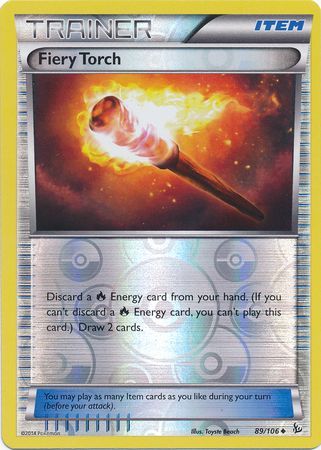 TRAINER ITEM
Fiery Torch
Discard a Energy card from your hand. (If you
can't discard a Energy card, you can't play this
card.) Draw 2 cards.
You may play as many Item cards as you like during your turn
(before your attack).
©2014 Pokémon Illus. Toyste Beach 89/106